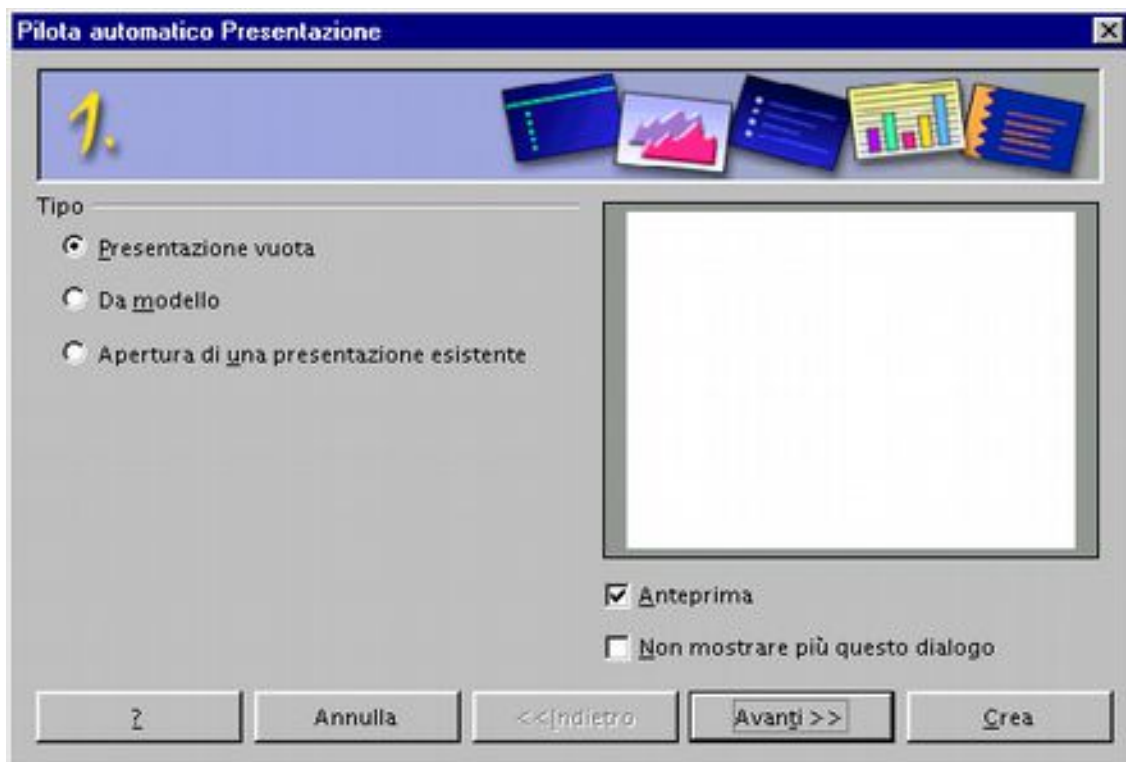 Pilota automatico Presentazione
1.
Tipo
Presentazione vuota
Da modello
Apertura di una presentazione esistente
Anteprima
Non mostrare più questo dialogo
? Annulla <<Indietro Avanti >> Crea